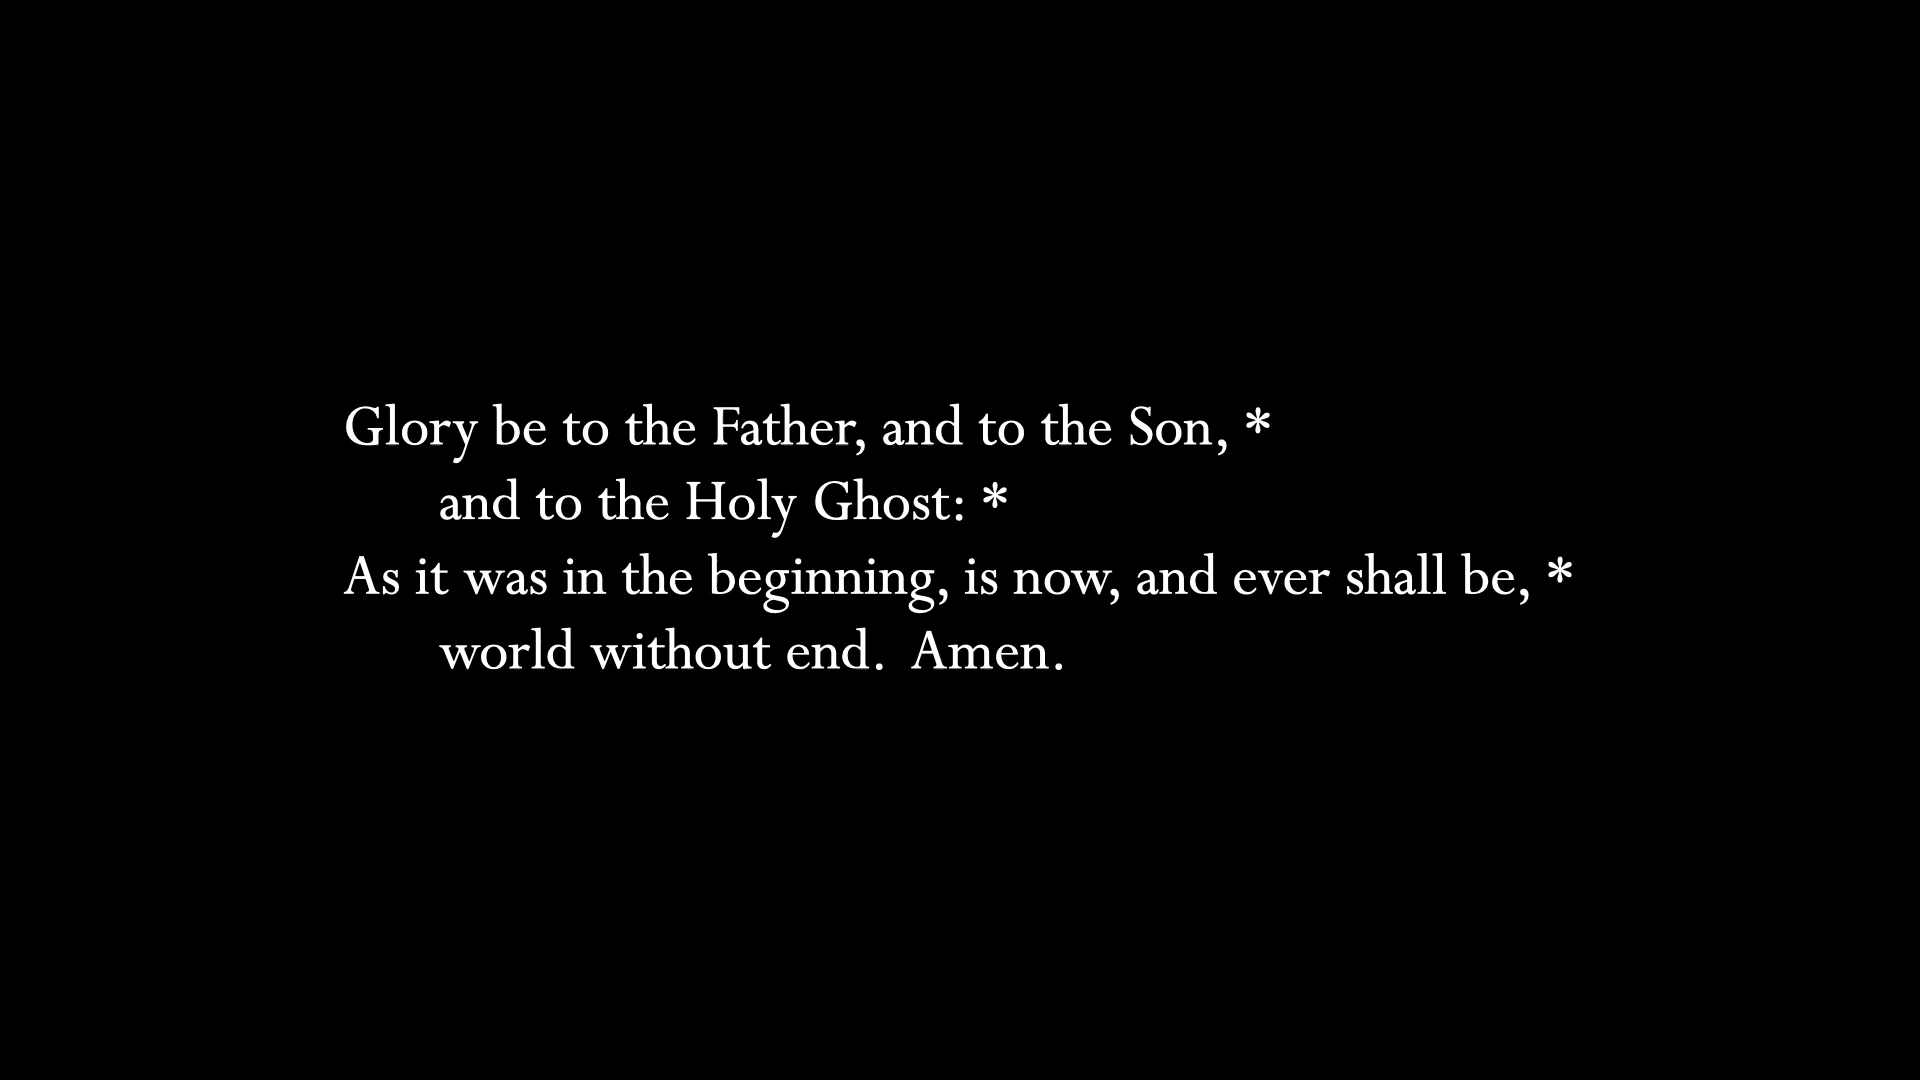 Glory be to the Father, and to the Son, *
and to the Holy Ghost: *
As it was in the beginning, is now, and ever shall be, *
world without end.  Amen.